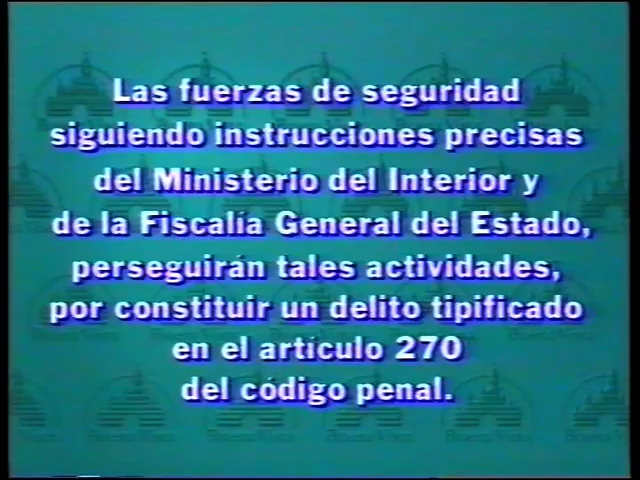 Las fuerzas de seguridad
siguiendo instrucciones precisas
del Ministerio del Interior y
de la Fiscalía General del Estado,
perseguirán tales actividades,
por constituir un delito tipificado
en el artículo 270
del código penal.